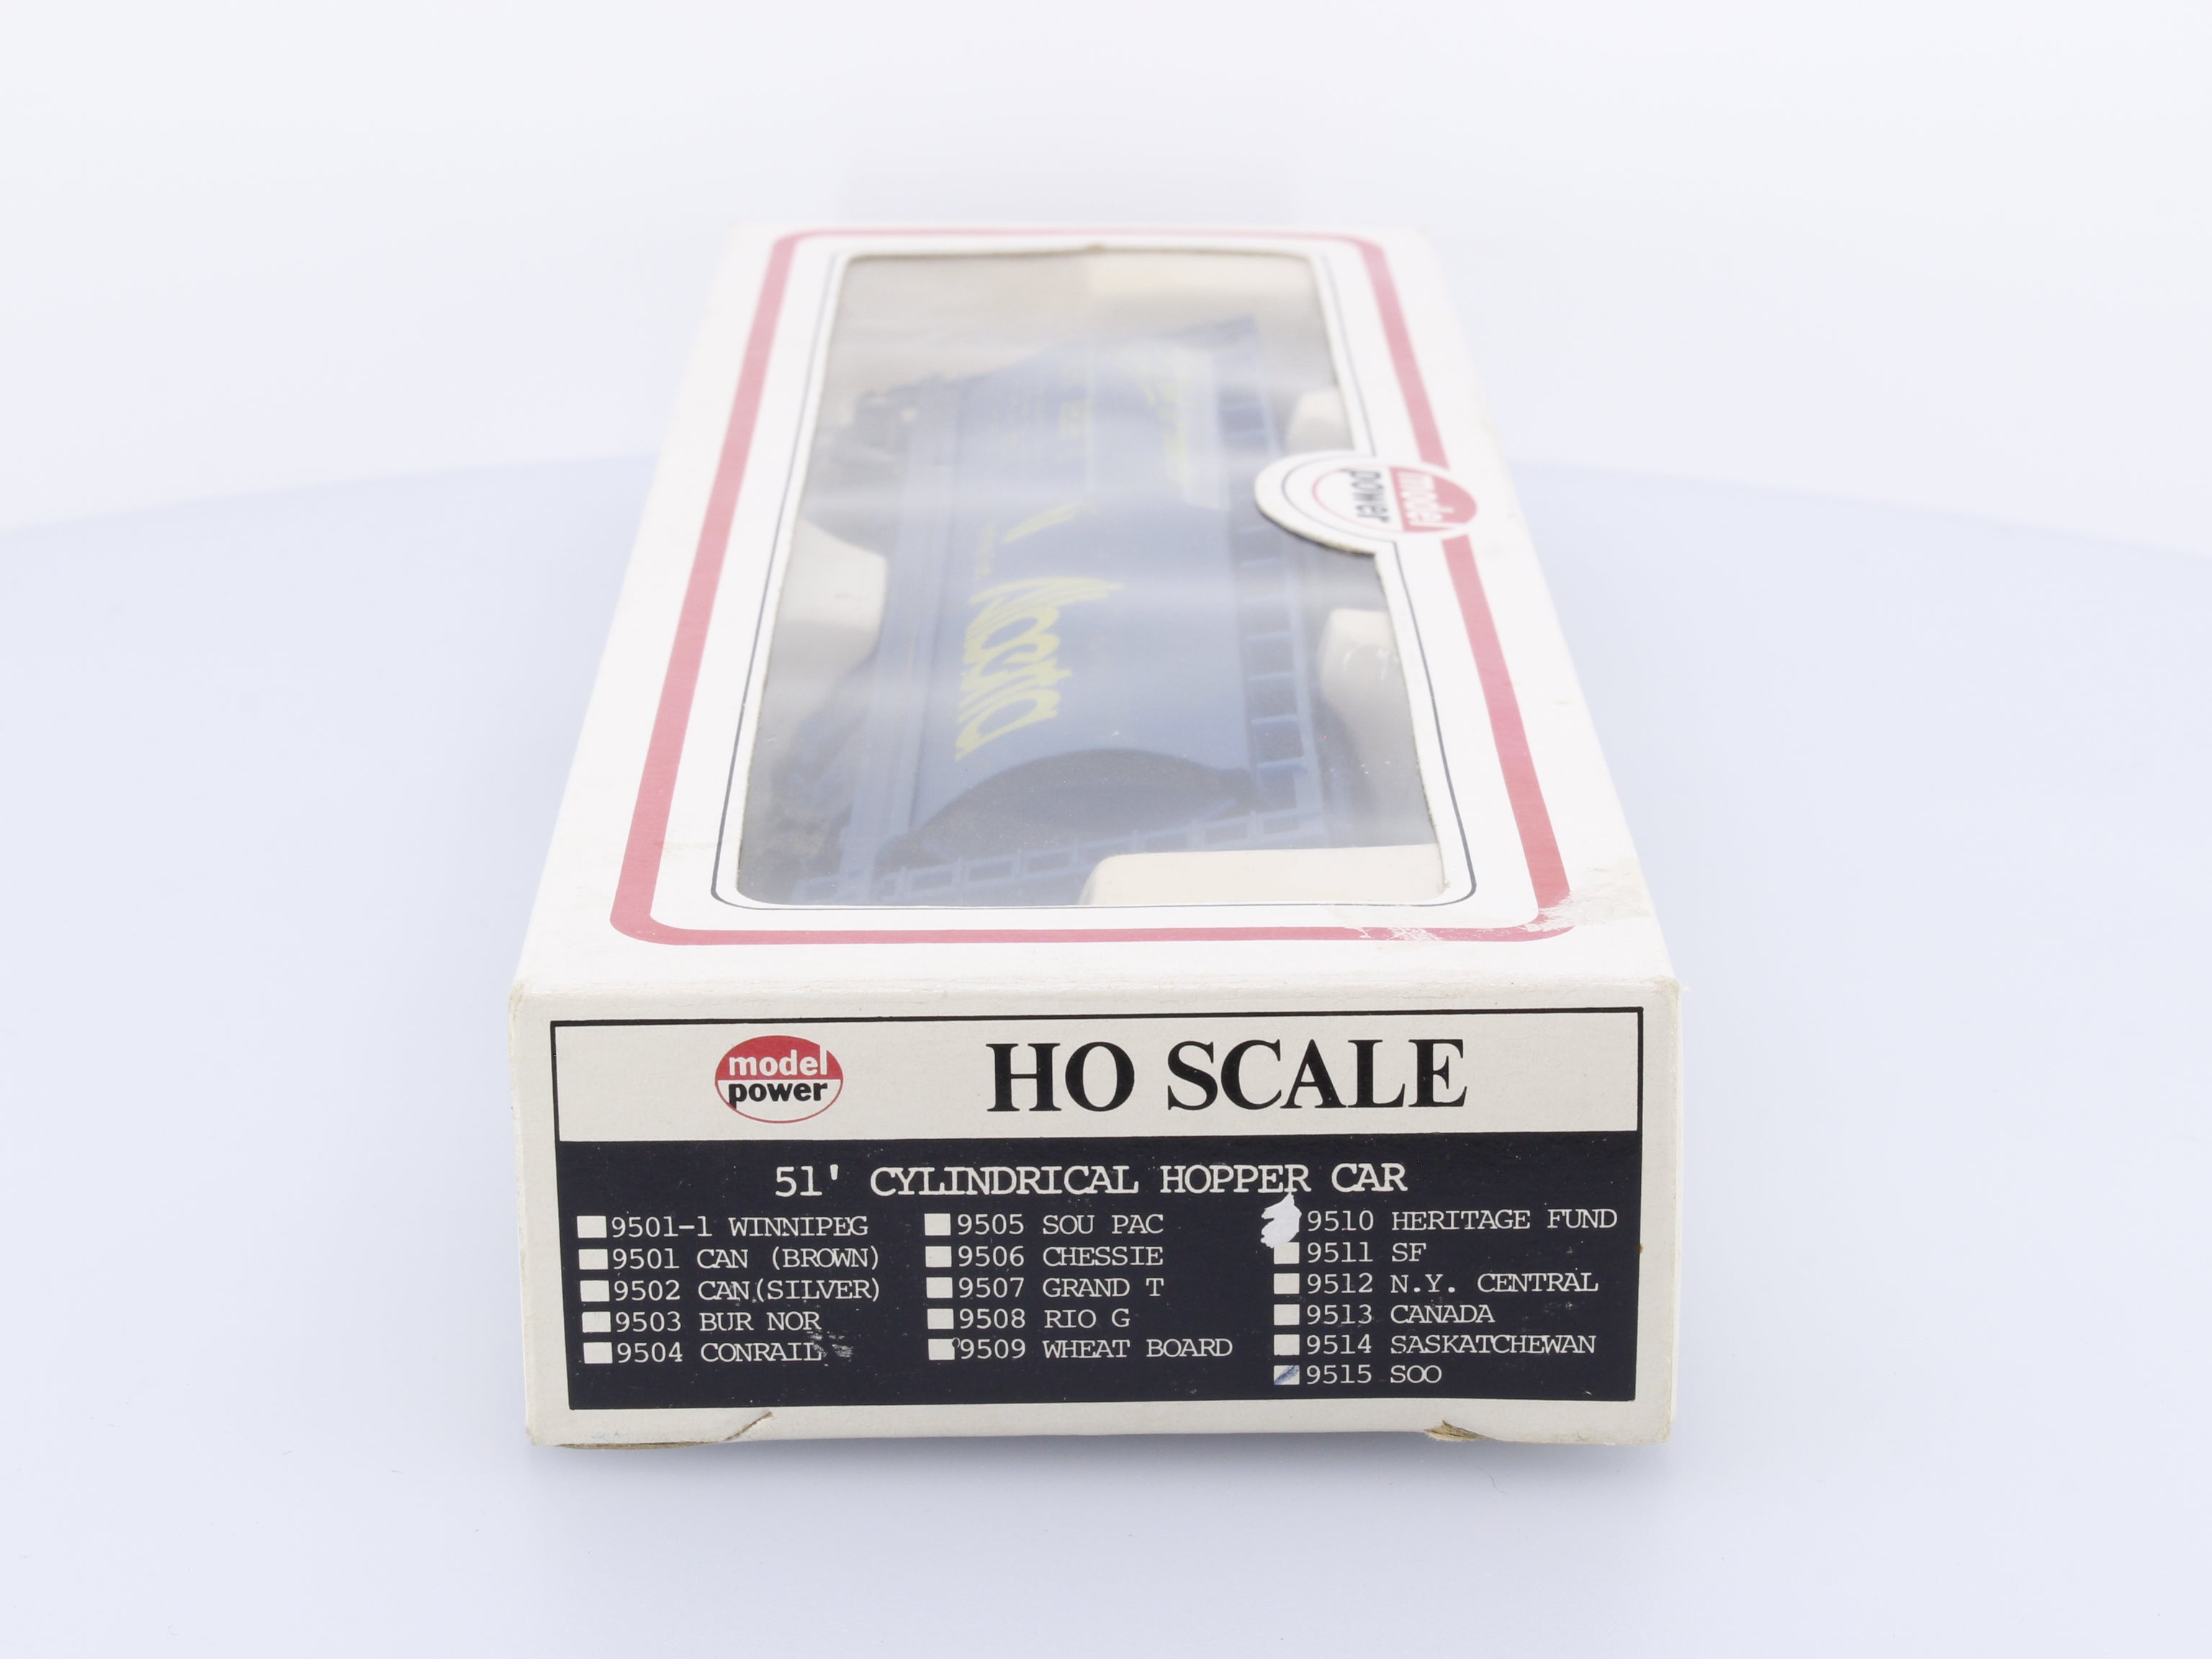 Alberta
model
power
model
power
HO SCALE
51' CYLINDRICAL HOPPER CAR
9501-1 WINNIPEG
9501 CAN (BROWN)
9502 CAN(SILVER)
9503 BUR NOR
9504 CONRAIL
9505 SOU PAC
9506 CHESSIE
9507 GRAND T
9508 RIO G
9509 WHEAT BOARD
9510 HERITAGE FUND
9511 SF
9512 N.Y. CENTRAL
9513 CANADA
9514 SASKATCHEWAN
9515 SOO